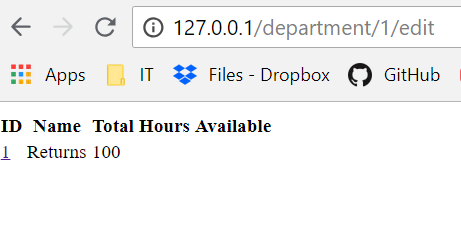 127.0.0.1/department/1/edit
Apps IT Files - Dropbox GitHub
ID Name Total Hours Available
1 Returns 100